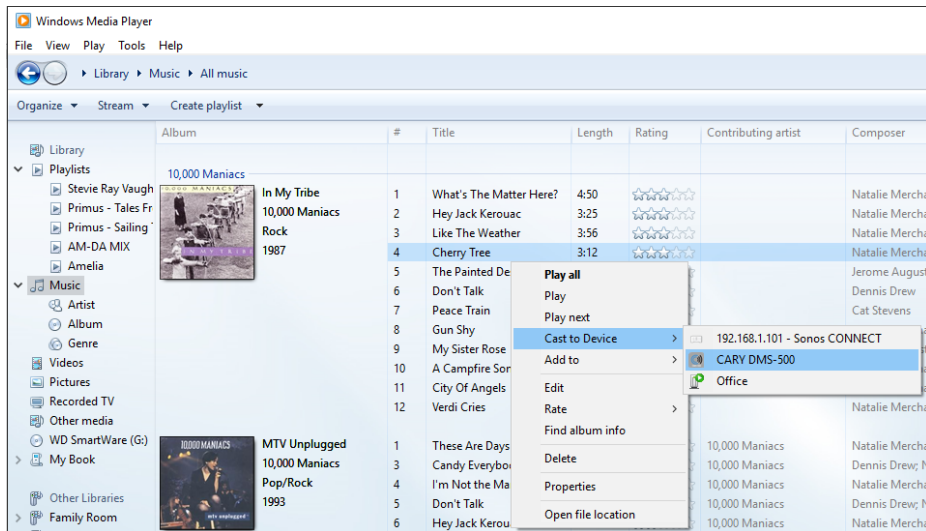 Windows Media Player
File View Play Tools Help
Library Music All music
Organize Stream Create playlist
Album # Title Length Rating Contributing artist Composer
Library
Playlists
Stevie Ray Vaugh
Primus - Tales Fr
Primus - Sailing
AM-DA MIX
Amelia
Music
Artist
Album
Genre
Videos
Pictures
Recorded TV
Other media
WD SmartWare (G:)
My Book
Other Libraries
Family Room
10,000 Maniacs
In My Tribe
10,000 Maniacs
Rock
1987
1 What's The Matter Here? 4:50 Natalie Mercha
2 Hey Jack Kerouac 3:25 Natalie Mercha
3 Like The Weather 3:56 Natalie Mercha
4 Cherry Tree 3:12 Natalie Mercha
5 The Painted De Jerome August
6 Don't Talk Dennis Drew
7 Peace Train Cat Stevens
8 Gun Shy
9 My Sister Rose
10 A Campfire Son
11 City Of Angels
12 Verdi Cries Natalie Mercha
Play all
Play
Play next
Cast to Device
Add to
Edit
Rate
Find album info
Delete
Properties
Open file location
192.168.1.101 - Sonos CONNECT
CARY DMS-500
Office
10,000 MANIACS
mtv unplugged
MTV Unplugged
10,000 Maniacs
Pop/Rock
1993
1 These Are Days 10,000 Maniacs Natalie Mercha
3 Candy Everybo 10,000 Maniacs Dennis Drew; N
4 I'm Not the Ma 10,000 Maniacs Natalie Mercha
5 Don't Talk 10,000 Maniacs Dennis Drew; N
6 Hey Jack Kerou 10,000 Maniacs Natalie Mercha